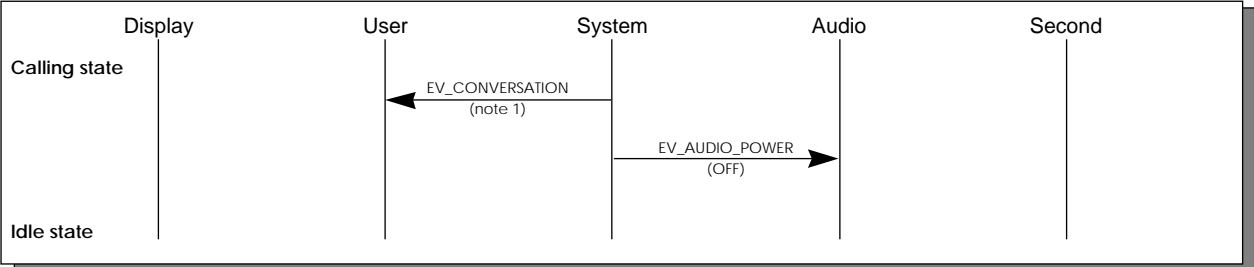 Display User System Audio Second
Calling state
EV_CONVERSATION
(note 1)
EV_AUDIO_POWER
(OFF)
Idle state